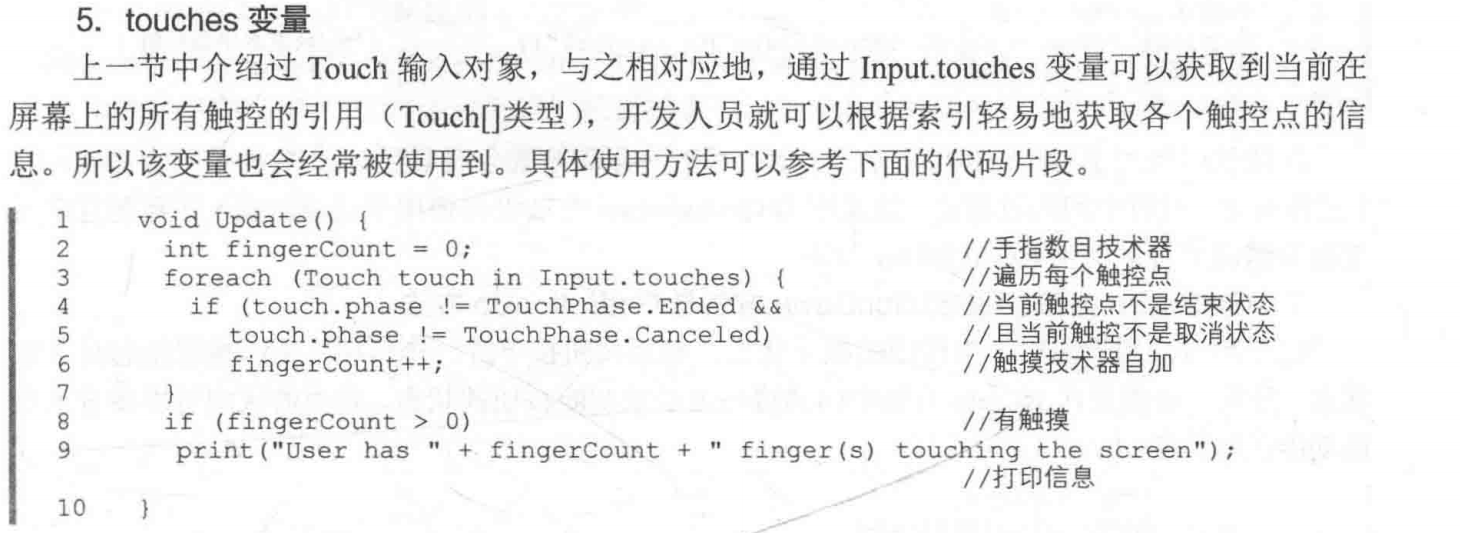 5. touches 变量
上一节中介绍过 Touch 输入对象，与之相对应地，通过 Input.touches 变量可以获取到当前在
屏幕上的所有触控的引用（Touch[]类型），开发人员就可以根据索引轻易地获取各个触控点的信
息。所以该变量也会经常被使用到。具体使用方法可以参考下面的代码片段。
1 void Update() {
2 int fingerCount = 0; //手指数目技术器
3 foreach (Touch touch in Input.touches) { //遍历每个触控点
4 if (touch.phase != TouchPhase.Ended && //当前触控点不是结束状态
5 touch.phase != TouchPhase.Canceled) //且当前触控不是取消状态
6 fingerCount++; //触摸技术器自加
7 }
8 if (fingerCount > 0) //有触摸
9 print("User has " + fingerCount + " finger(s) touching the screen");
//打印信息
10 }